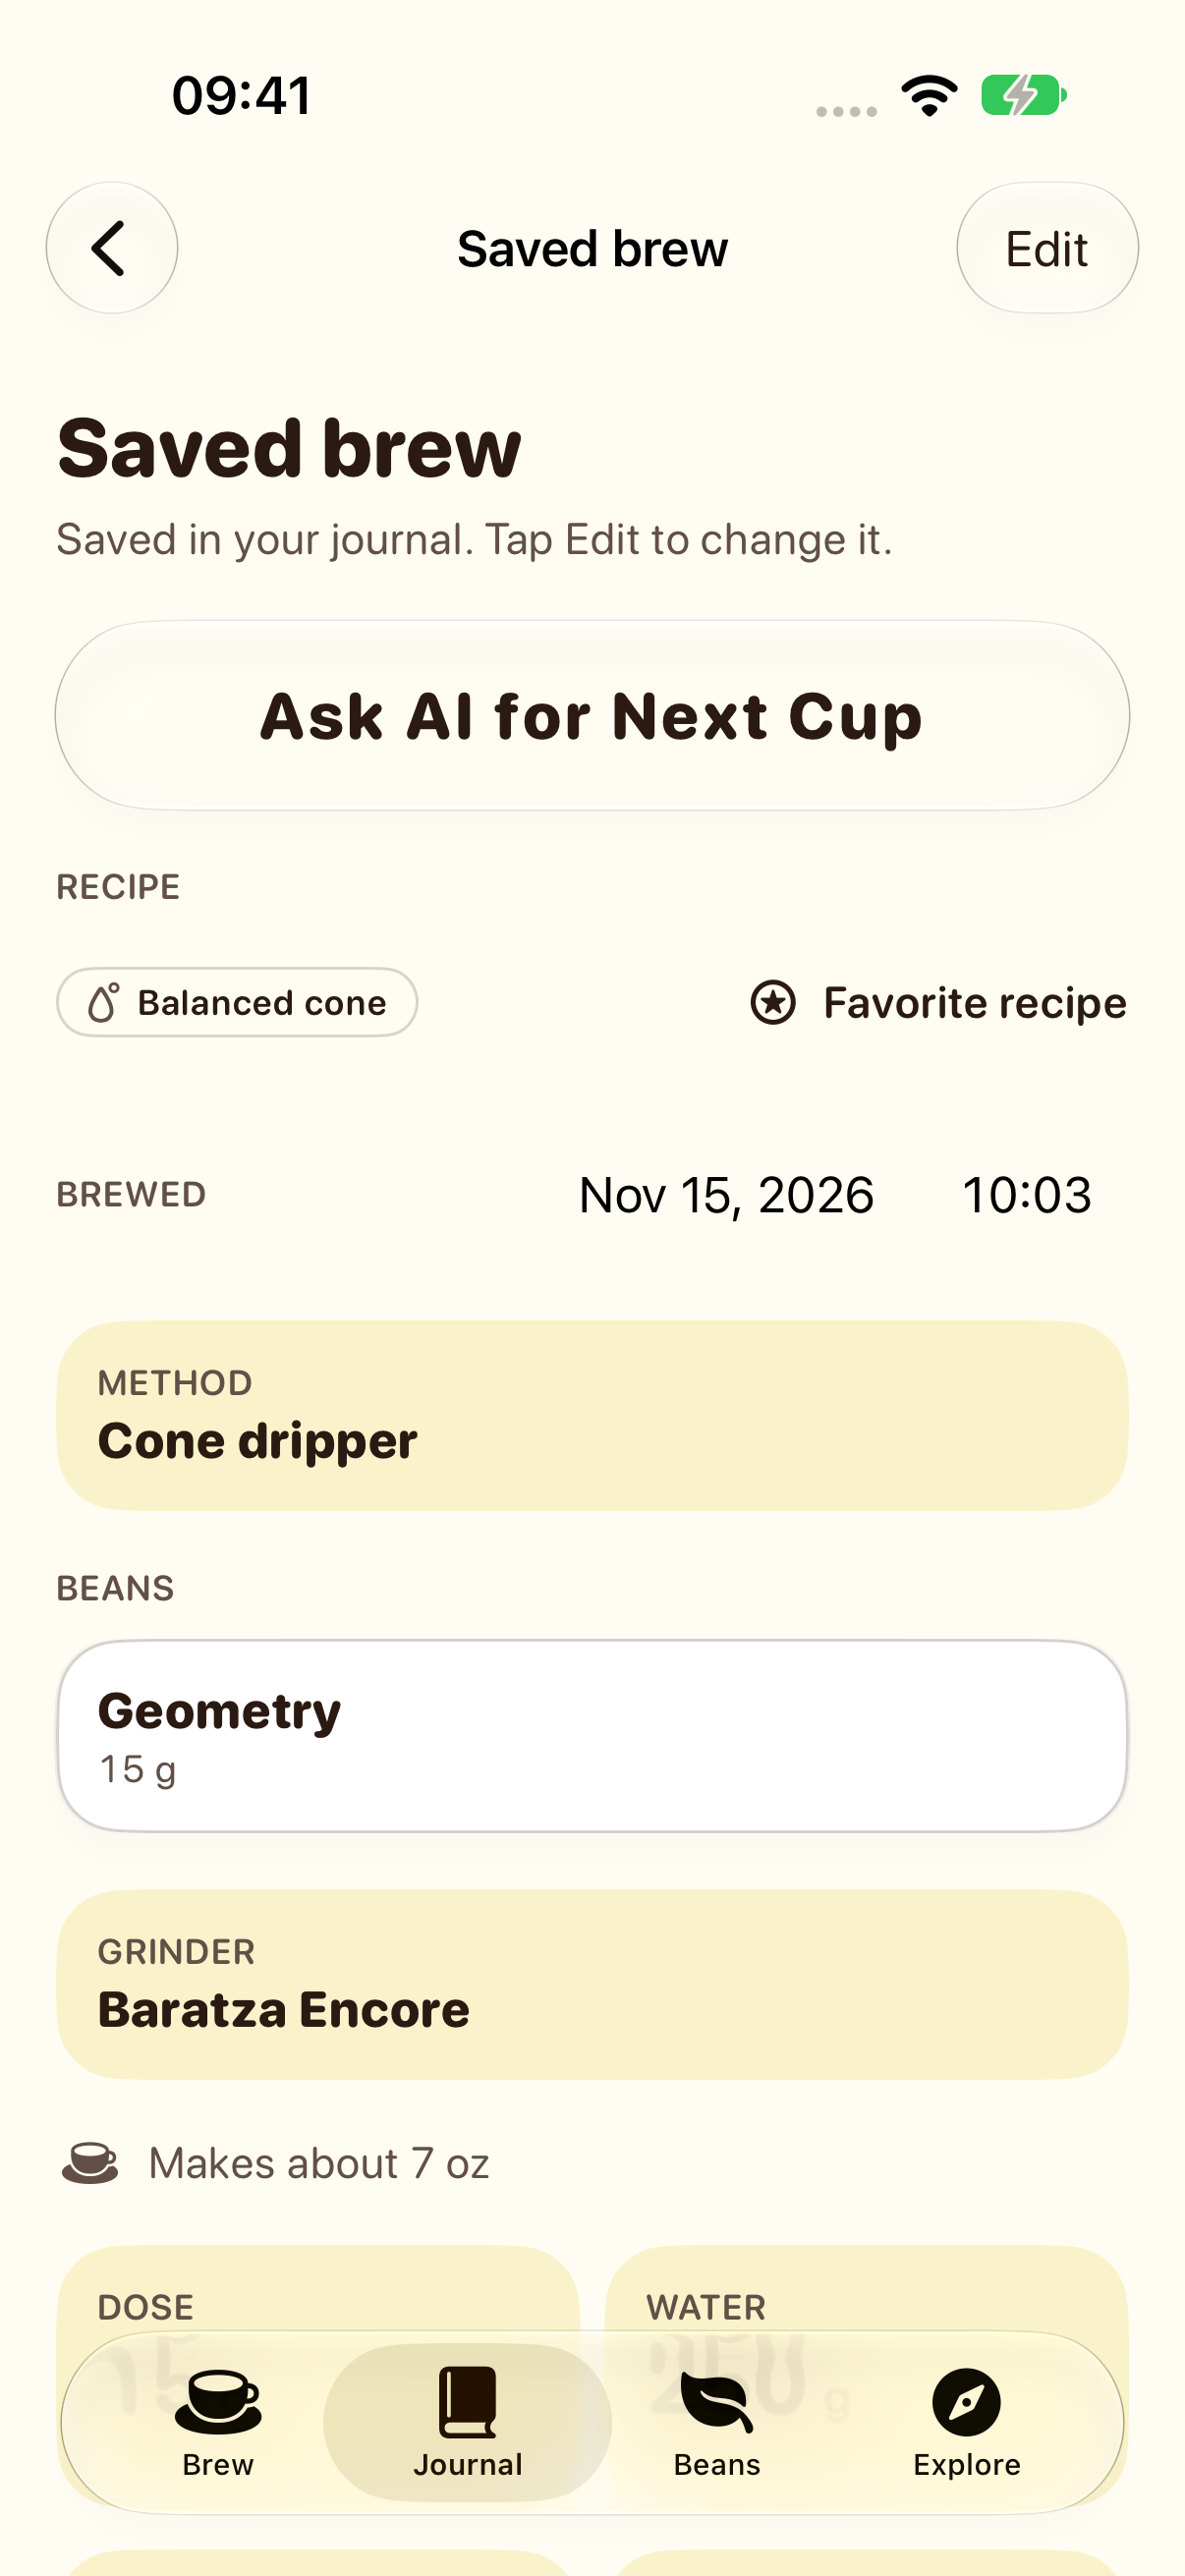 09:41
Saved brew
Edit
Saved brew
Saved in your journal. Tap Edit to change it.
Ask AI for Next Cup
RECIPE
Balanced cone
Favorite recipe
BREWED
Nov 15, 2026
10:03
METHOD
Cone dripper
BEANS
Geometry
15 g
GRINDER
Baratza Encore
Makes about 7 oz
DOSE
WATER
15
250 g
Brew
Journal
Beans
Explore